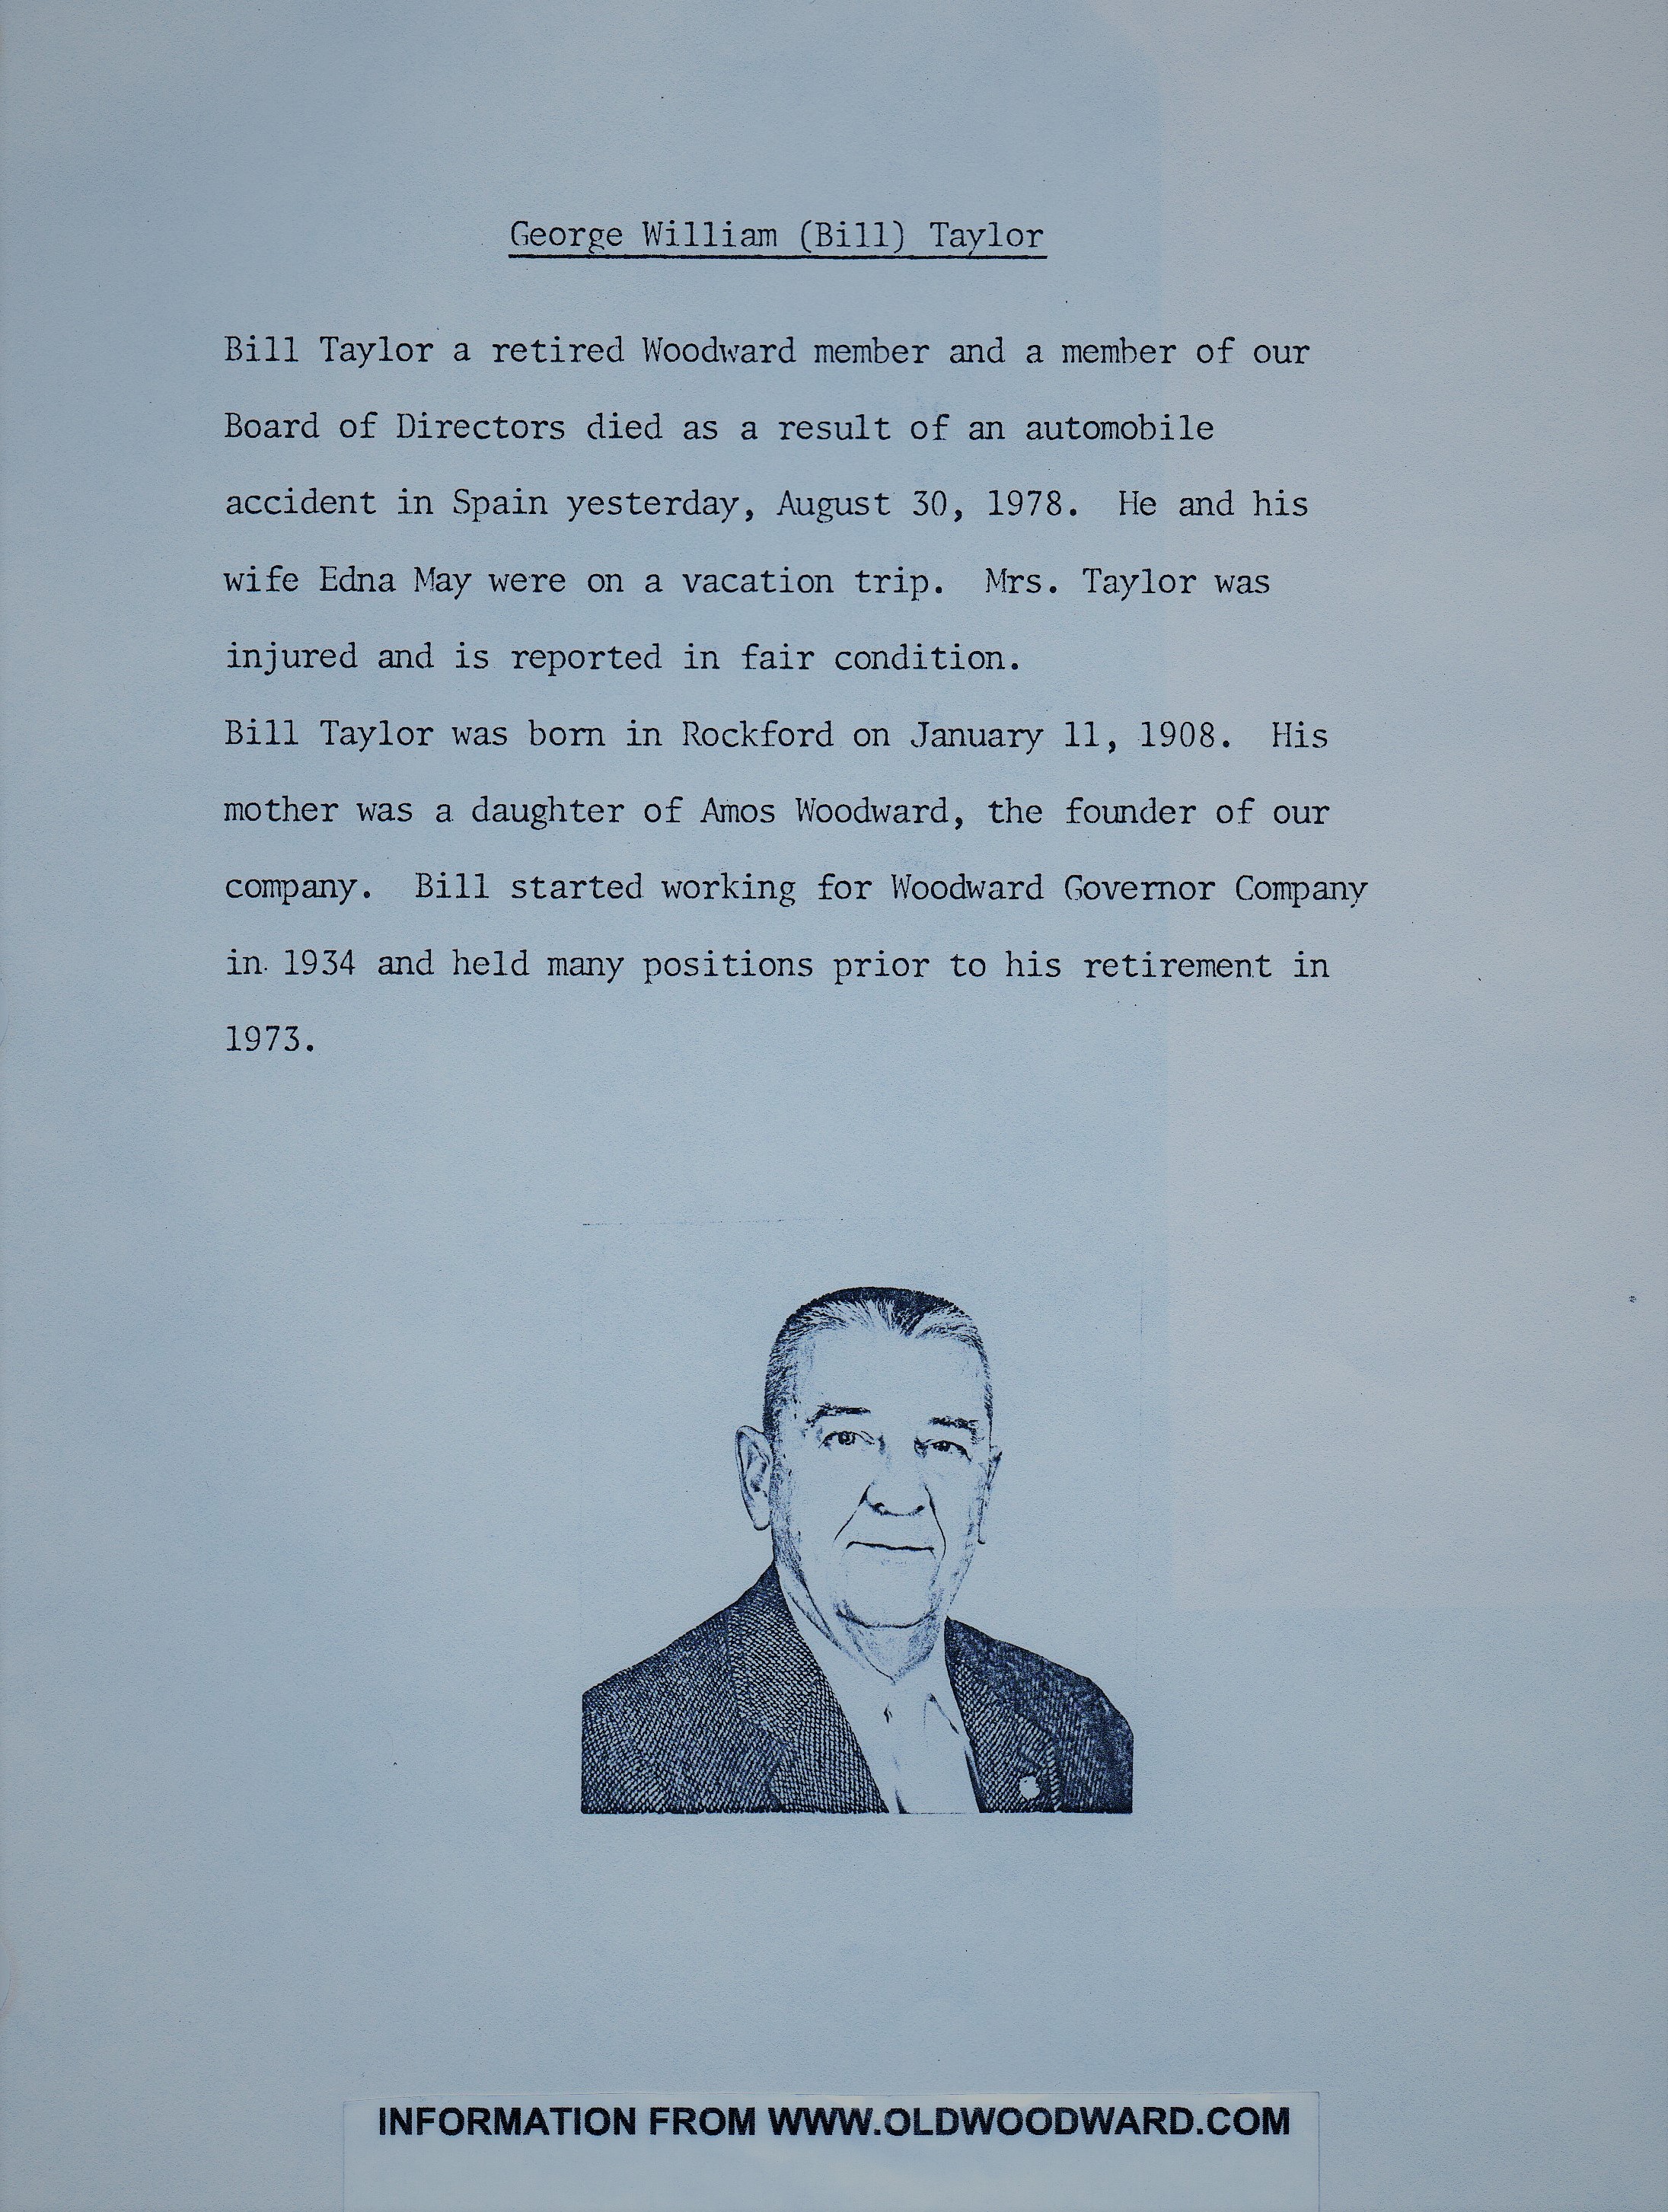 George William (Bill) Taylor
Bill Taylor a retired Woodward member and a member of our
Board of Directors died as a result of an automobile
accident in Spain yesterday, August 30, 1978. He and his
wife Edna May were on a vacation trip. Mrs. Taylor was
injured and is reported in fair condition.
Bill Taylor was born in Rockford on January 11, 1908. His
mother was a daughter of Amos Woodward, the founder of our
company. Bill started working for Woodward Governor Company
in 1934 and held many positions prior to his retirement in
1973.
INFORMATION FROM WWW.OLDWOODWARD.COM